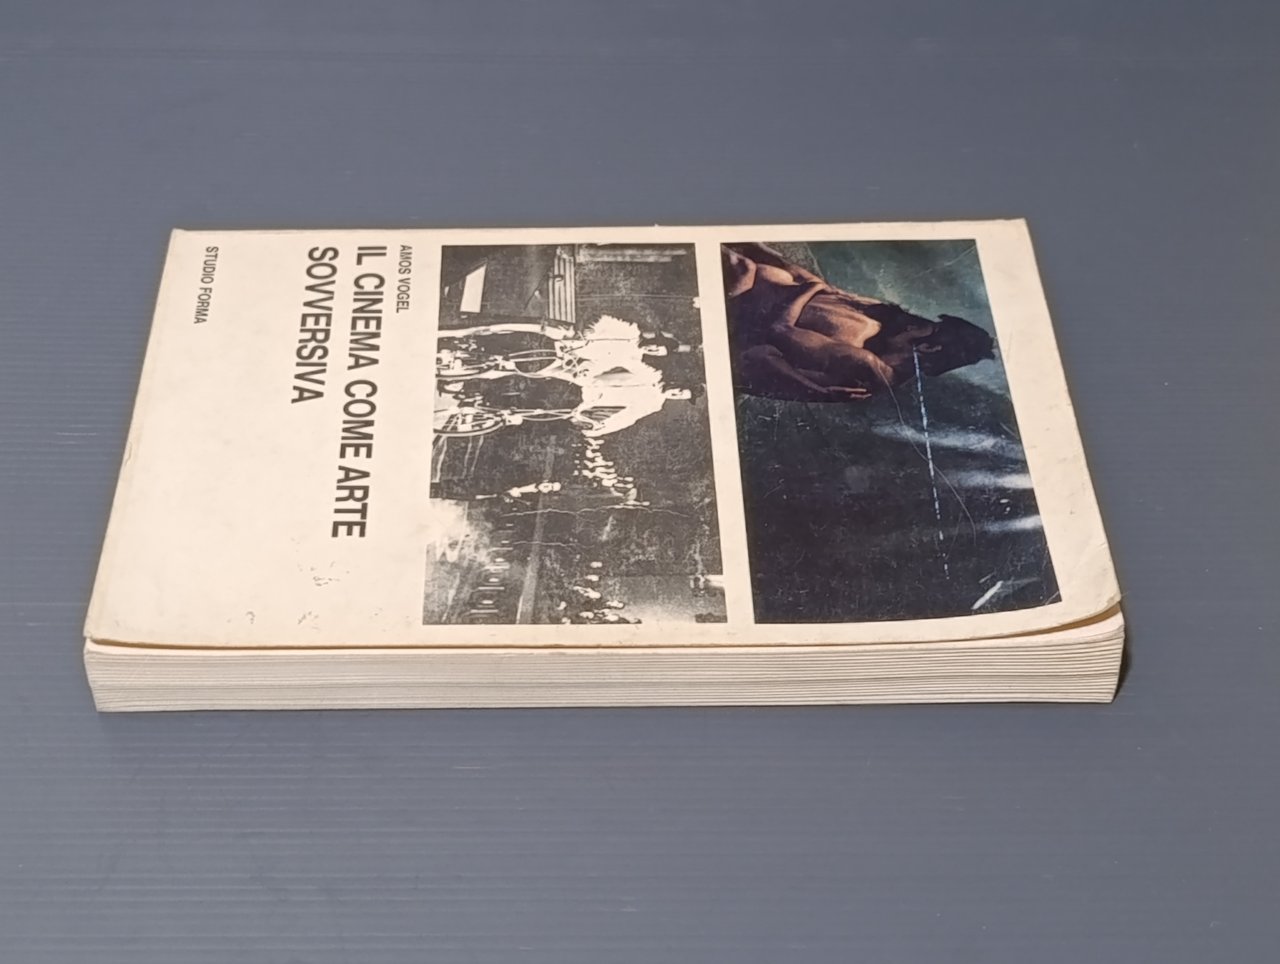 AMOS VOGEL
IL CINEMA COME ARTE
SOVVERSIVA
STUDIO FORMA